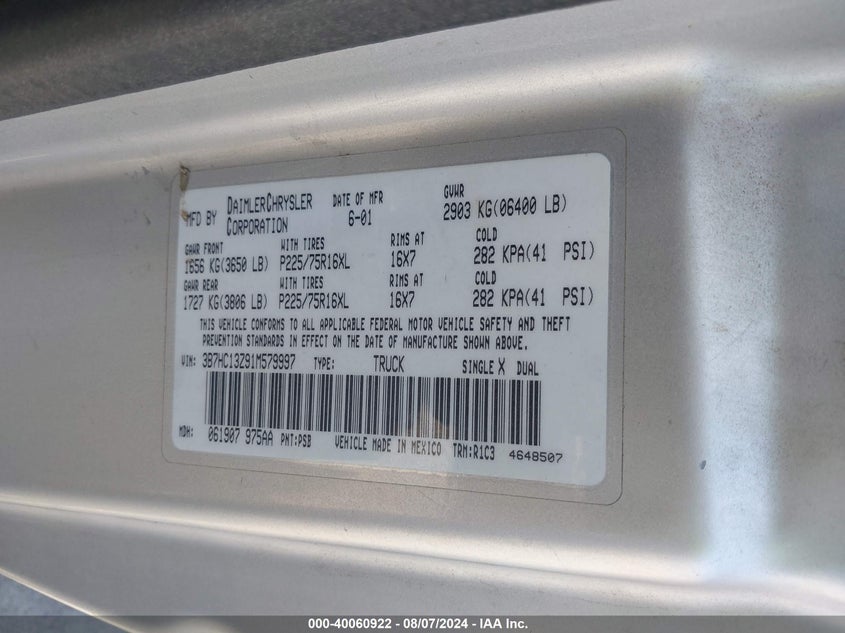 MFD BY DAIMLERCHRYSLER CORPORATION DATE OF MFR 6-01 GVWR 2903 KG(06400 LB)
GAWR FRONT WITH TIRES RIMS AT COLD
1656 KG(3650 LB) P225/75R16XL 16X7 282 KPA(41 PSI)
GAWR REAR WITH TIRES RIMS AT COLD
1727 KG(3806 LB) P225/75R16XL 16X7 282 KPA(41 PSI)
THIS VEHICLE CONFORMS TO ALL APPLICABLE FEDERAL MOTOR VEHICLE SAFETY AND THEFT
PREVENTION STANDARDS IN EFFECT ON THE DATE OF MANUFACTURE SHOWN ABOVE.
VIN: 3B7HC13Z91M579997 TYPE: TRUCK SINGLE X DUAL
MDH: 061907 975AA PNT:PSB VEHICLE MADE IN MEXICO TRM:R1C3 4648507
000-40060922 - 08/07/2024 - IAA Inc.